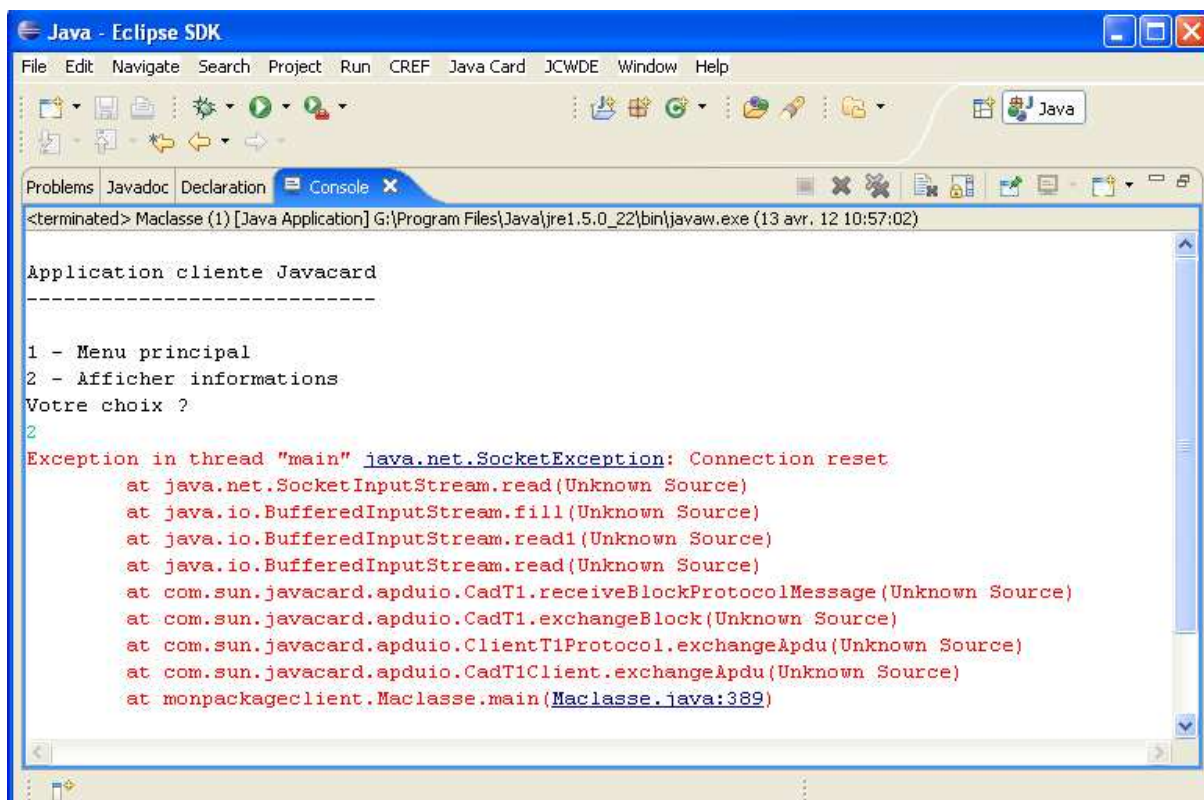 Java - Eclipse SDK
File Edit Navigate Search Project Run CREF Java Card JCWDE Window Help
Java
Problems Javadoc Declaration Console
<terminated> Maclasse (1) [Java Application] G:\Program Files\Java\jre1.5.0_22\bin\javaw.exe (13 avr. 12 10:57:02)
Application cliente Javacard
----------------------------
1 - Menu principal
2 - Afficher informations
Votre choix ?
2
Exception in thread "main" java.net.SocketException: Connection reset
at java.net.SocketInputStream.read(Unknown Source)
at java.io.BufferedInputStream.fill(Unknown Source)
at java.io.BufferedInputStream.read1(Unknown Source)
at java.io.BufferedInputStream.read(Unknown Source)
at com.sun.javacard.apduio.CadT1.receiveBlockProtocolMessage(Unknown Source)
at com.sun.javacard.apduio.CadT1.exchangeBlock(Unknown Source)
at com.sun.javacard.apduio.ClientT1Protocol.exchangeApdu(Unknown Source)
at com.sun.javacard.apduio.CadT1Client.exchangeApdu(Unknown Source)
at monpackageclient.Maclasse.main(Maclasse.java:389)